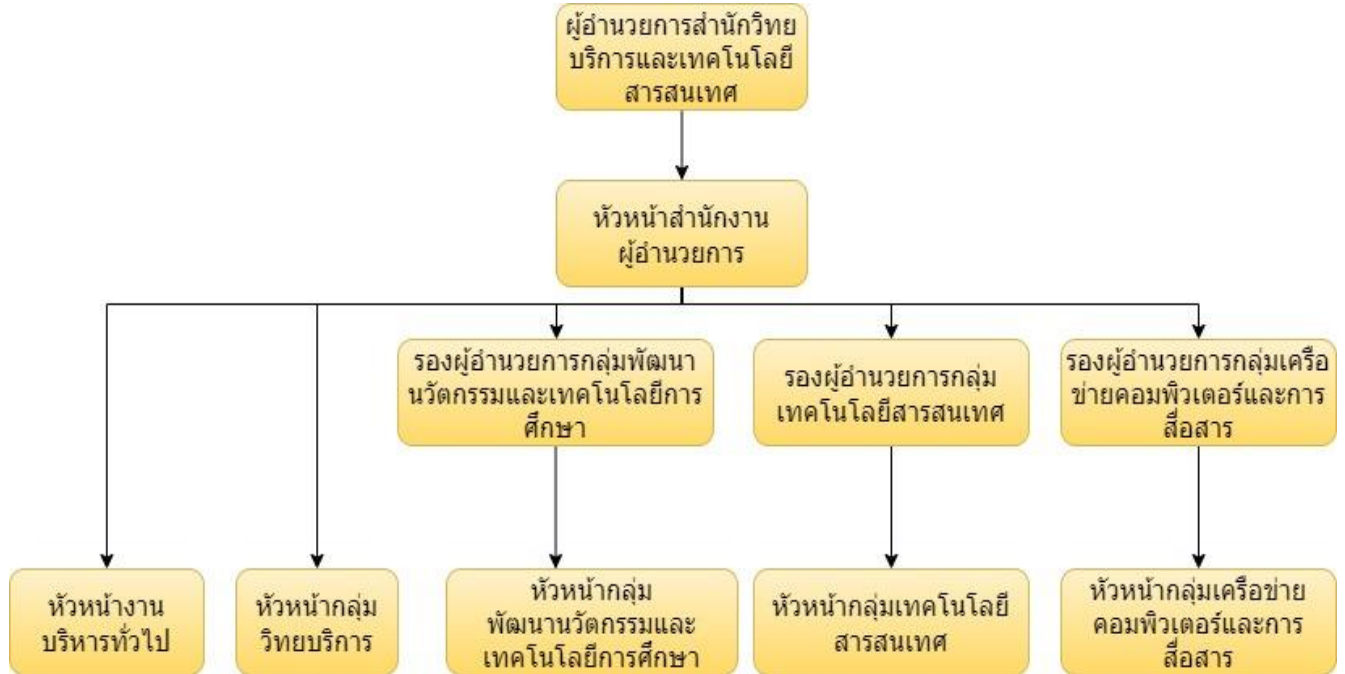 ผู้อำนวยการสำนักวิทย
บริการและเทคโนโลยี
สารสนเทศ
หัวหน้าสำนักงาน
ผู้อำนวยการ
รองผู้อำนวยการกลุ่มพัฒนา
นวัตกรรมและเทคโนโลยีการ
ศึกษา
รองผู้อำนวยการกลุ่ม
เทคโนโลยีสารสนเทศ
รองผู้อำนวยการกลุ่มเครือ
ข่ายคอมพิวเตอร์และการ
สื่อสาร
หัวหน้างาน
บริหารทั่วไป
หัวหน้ากลุ่ม
วิทยบริการ
หัวหน้ากลุ่ม
พัฒนานวัตกรรมและ
เทคโนโลยีการศึกษา
หัวหน้ากลุ่มเทคโนโลยี
สารสนเทศ
หัวหน้ากลุ่มเครือข่าย
คอมพิวเตอร์และการ
สื่อสาร